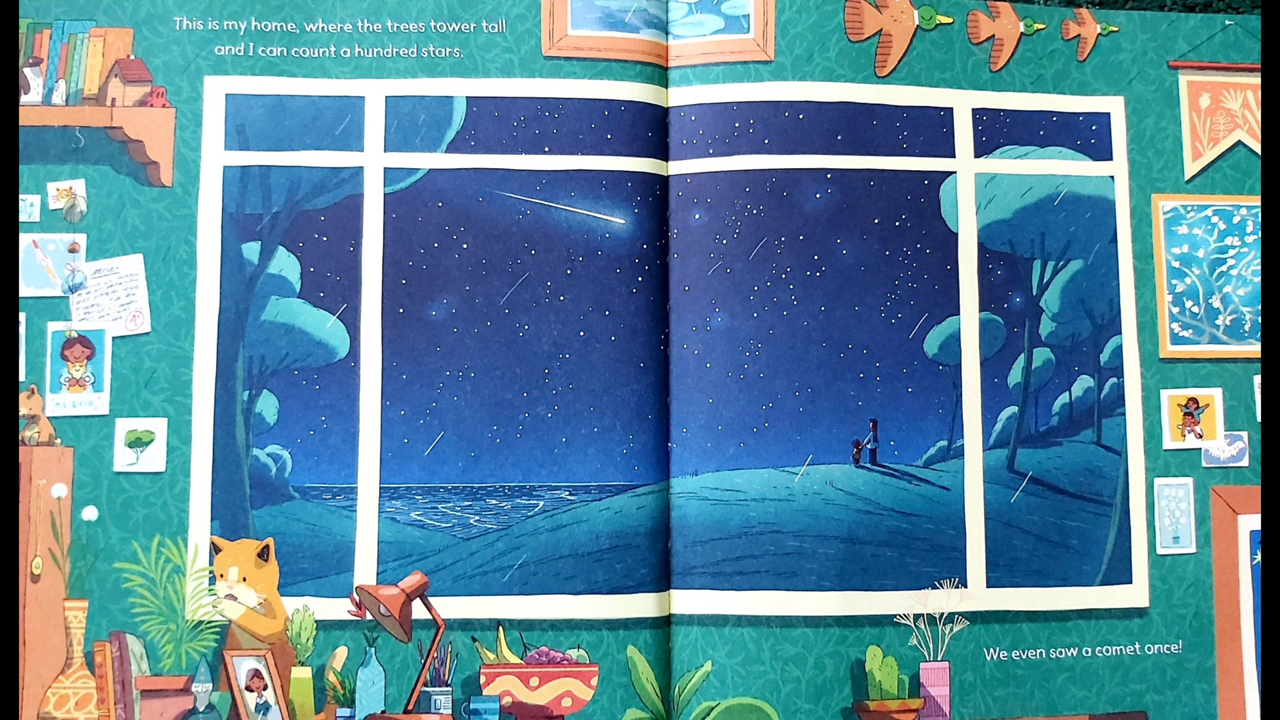 This is my home, where the trees tower tall
and I can count a hundred stars.
We even saw a comet once!